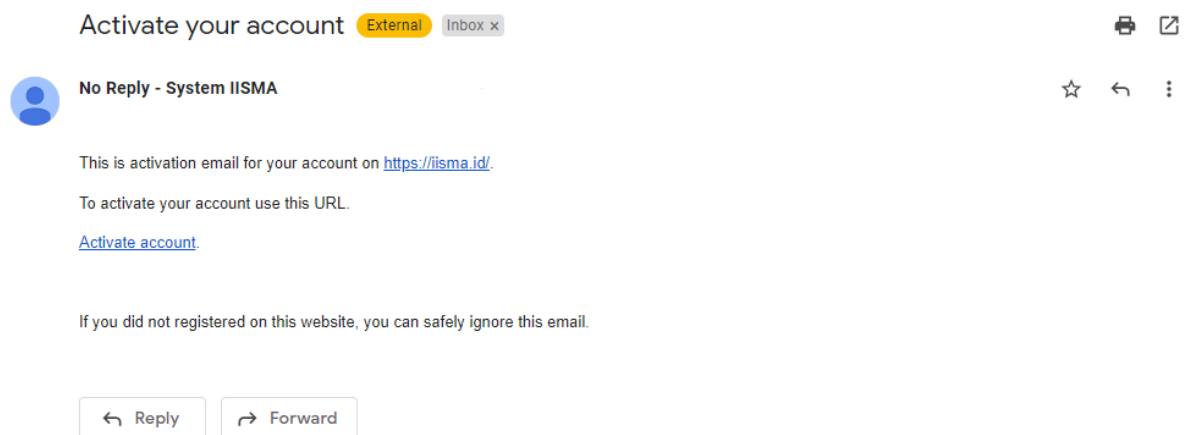 Activate your account External Inbox x
No Reply - System IISMA
This is activation email for your account on https://iisma.id/.
To activate your account use this URL.
Activate account.
If you did not registered on this website, you can safely ignore this email.
Reply Forward